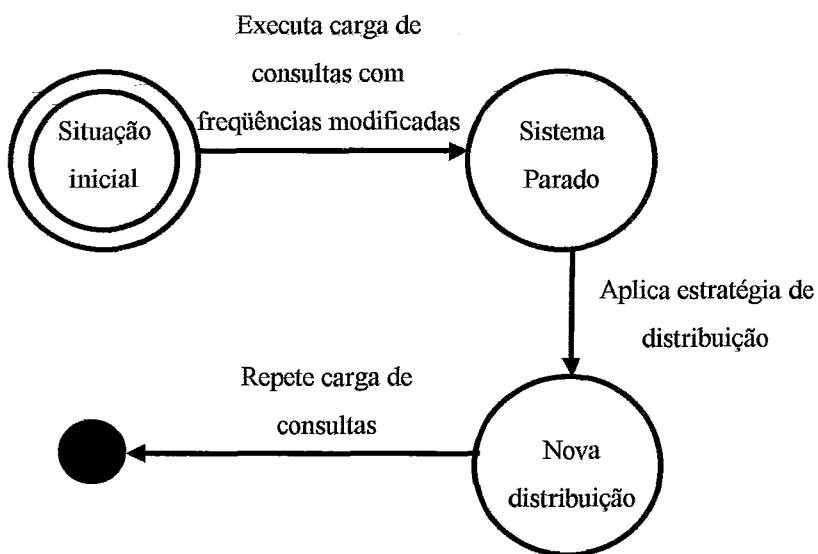 Executa carga de
consultas com
freqüências modificadas
Situação
inicial
Sistema
Parado
Aplica estratégia de
distribuição
Repete carga de
consultas
Nova
distribuição